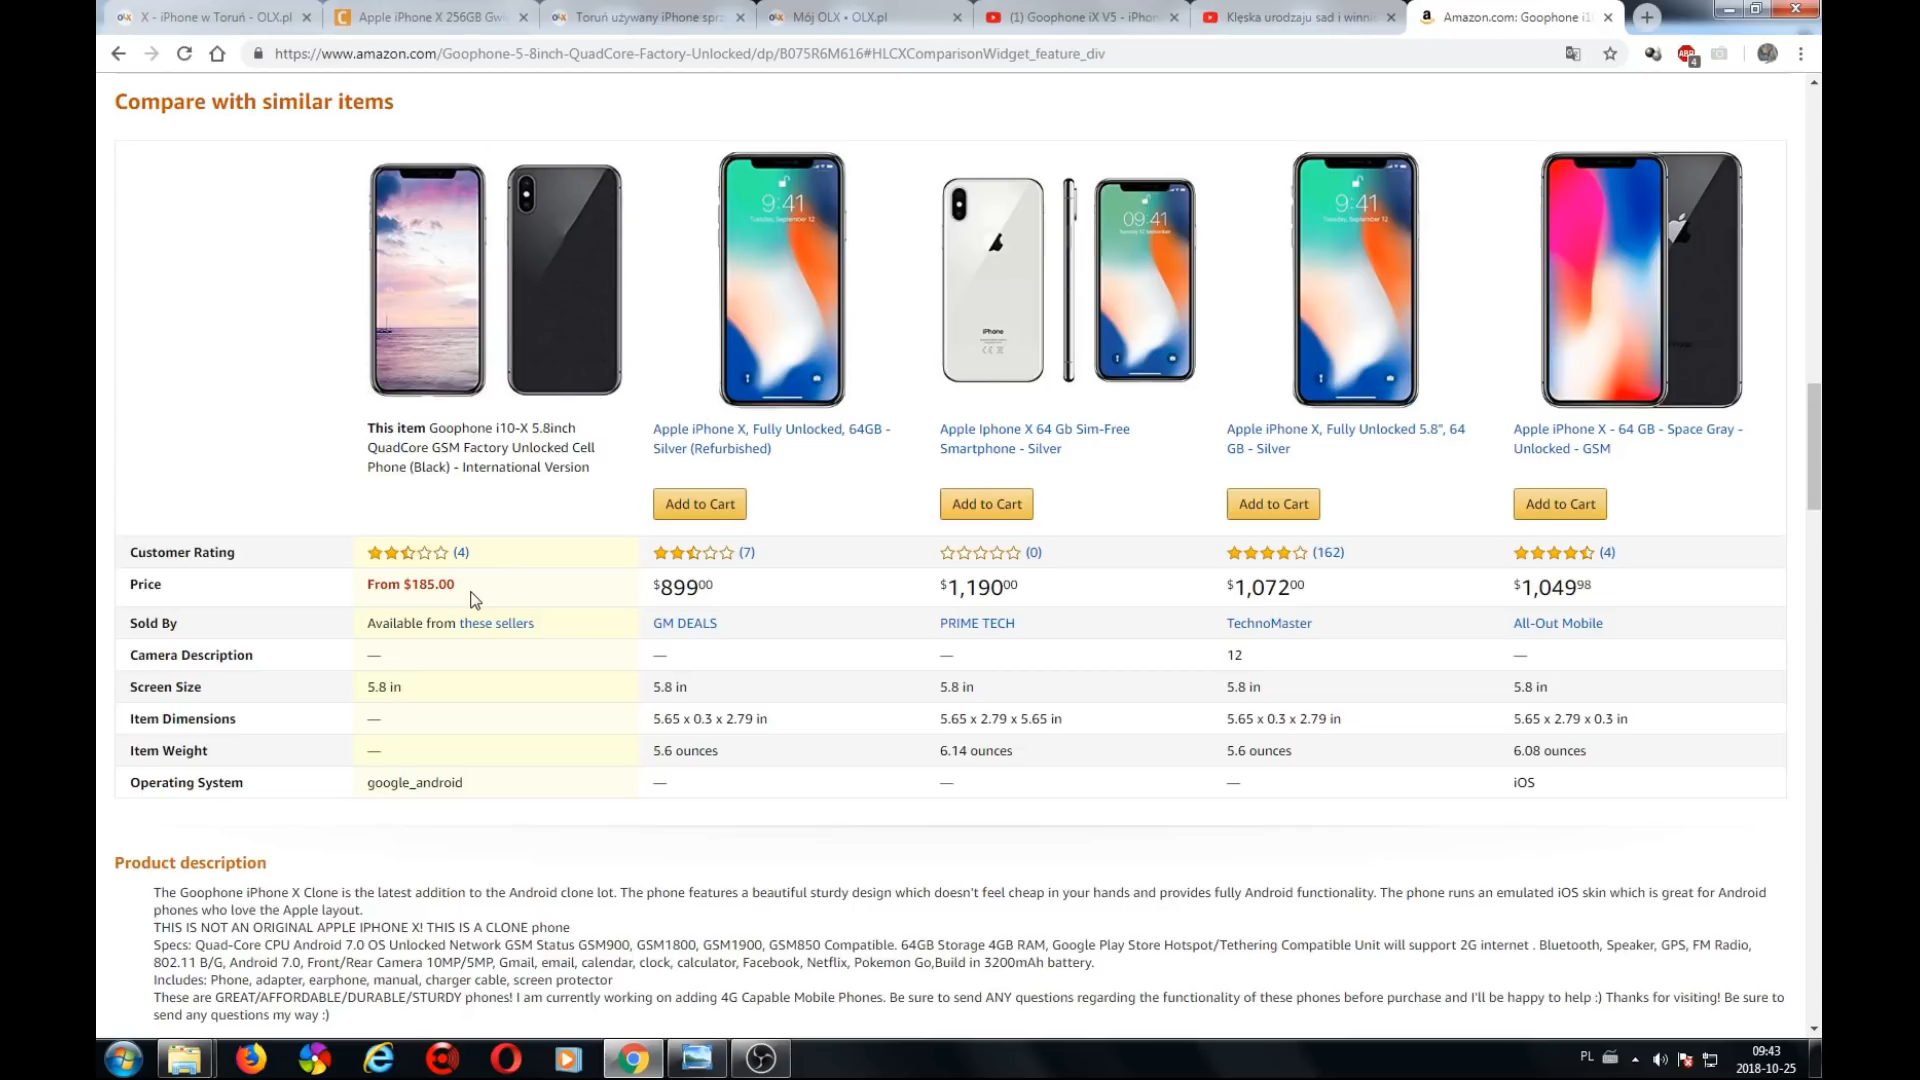 X - iPhone w Toruń - OLX.pl
Apple iPhone X 256GB Gwi
Toruń używany iPhone spr
Mój OLX • OLX.pl
(1) Goophone iX V5 - iPhon
Klęska urodzaju sad i winni
Amazon.com: Goophone i1
https://www.amazon.com/Goophone-5-8inch-QuadCore-Factory-Unlocked/dp/B075R6M616#HLCXComparisonWidget_feature_div
ABP
4
Compare with similar items
9:41
Tuesday, September 12
iPhone
09:41
9:41
Tuesday, September 12
This item Goophone i10-X 5.8inch
QuadCore GSM Factory Unlocked Cell
Phone (Black) - International Version
Apple iPhone X, Fully Unlocked, 64GB -
Silver (Refurbished)
Apple Iphone X 64 Gb Sim-Free
Smartphone - Silver
Apple iPhone X, Fully Unlocked 5.8", 64
GB - Silver
Apple iPhone X - 64 GB - Space Gray -
Unlocked - GSM
Add to Cart
Add to Cart
Add to Cart
Add to Cart
Customer Rating (4) (7) (0) (162) (4)
Price From $185.00 $89900 $1,19000 $1,07200 $1,04998
Sold By Available from these sellers GM DEALS PRIME TECH TechnoMaster All-Out Mobile
Camera Description — — — 12 —
Screen Size 5.8 in 5.8 in 5.8 in 5.8 in 5.8 in
Item Dimensions — 5.65 x 0.3 x 2.79 in 5.65 x 2.79 x 5.65 in 5.65 x 0.3 x 2.79 in 5.65 x 2.79 x 0.3 in
Item Weight — 5.6 ounces 6.14 ounces 5.6 ounces 6.08 ounces
Operating System google_android — — — iOS
Product description
The Goophone iPhone X Clone is the latest addition to the Android clone lot. The phone features a beautiful sturdy design which doesn't feel cheap in your hands and provides fully Android functionality. The phone runs an emulated iOS skin which is great for Android
phones who love the Apple layout.
THIS IS NOT AN ORIGINAL APPLE IPHONE X! THIS IS A CLONE phone
Specs: Quad-Core CPU Android 7.0 OS Unlocked Network GSM Status GSM900, GSM1800, GSM1900, GSM850 Compatible. 64GB Storage 4GB RAM, Google Play Store Hotspot/Tethering Compatible Unit will support 2G internet . Bluetooth, Speaker, GPS, FM Radio,
802.11 B/G, Android 7.0, Front/Rear Camera 10MP/5MP, Gmail, email, calendar, clock, calculator, Facebook, Netflix, Pokemon Go,Build in 3200mAh battery.
Includes: Phone, adapter, earphone, manual, charger cable, screen protector
These are GREAT/AFFORDABLE/DURABLE/STURDY phones! I am currently working on adding 4G Capable Mobile Phones. Be sure to send ANY questions regarding the functionality of these phones before purchase and I'll be happy to help :) Thanks for visiting! Be sure to
send any questions my way :)
PL
09:43
2018-10-25